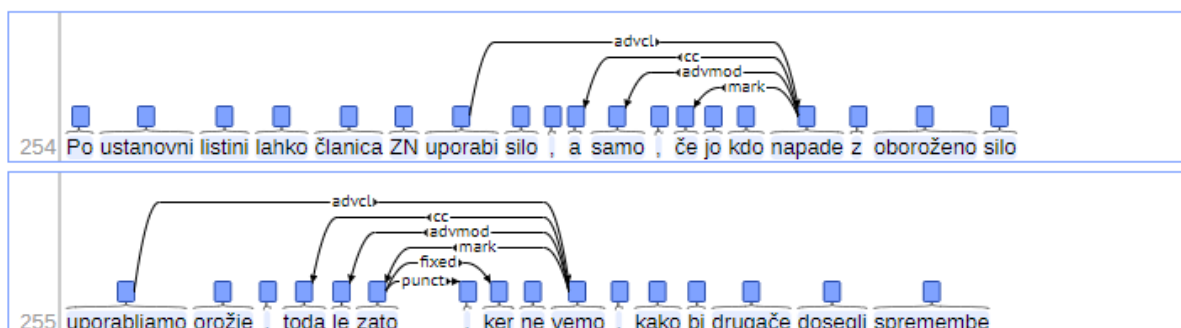 advcl
cc
advmod
mark
254 Po ustanovni listini lahko članica ZN uporabi silo , a samo , če jo kdo napade z oboroženo silo
advcl
cc
advmod
mark
fixed
punct
255 uporabljamo orožje , toda le zato , ker ne vemo , kako bi drugače dosegli spremembe